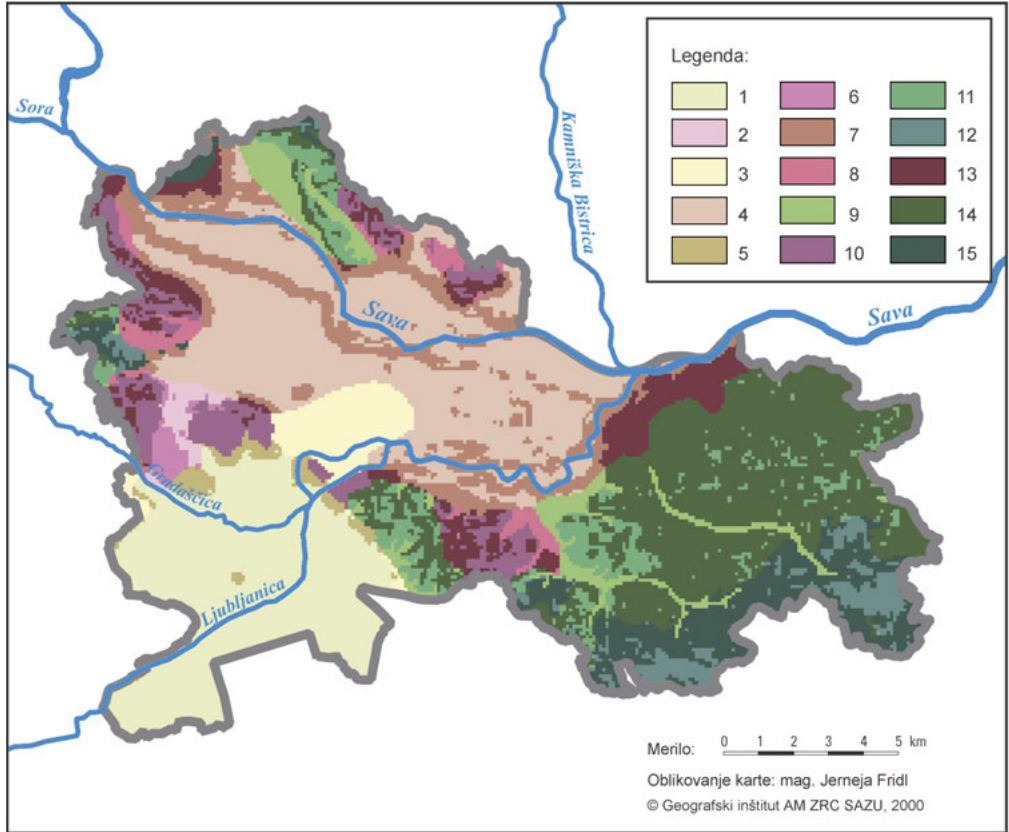 Legenda:
1 6 11
2 7 12
3 8 13
4 9 14
5 10 15
Sora
Kamniška Bistrica
Sava
Sava
Gradaščica
Ljubljanica
Merilo: 0 1 2 3 4 5 km
Oblikovanje karte: mag. Jerneja Fridl
© Geografski inštitut AM ZRC SAZU, 2000